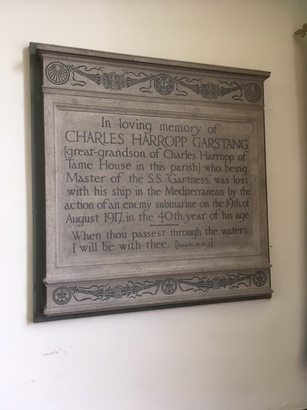 In loving memory of
CHARLES HARROPP GARSTANG
[great-grandson of Charles Harropp of
Tame House in this parish] who, being
Master of the S.S. Gartness, was lost
with his ship in the Mediterranean by the
action of an enemy submarine on the 19th of
August 1917, in the 40th year of his age.
When thou passest through the waters
I will be with thee.